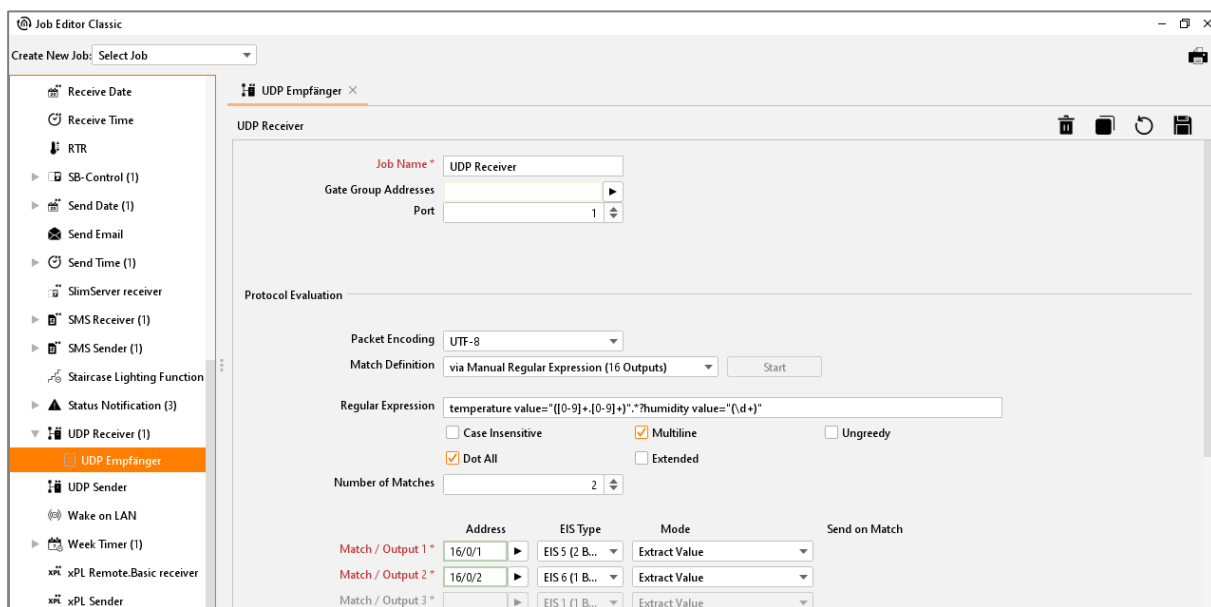 Job Editor Classic
Create New Job: Select Job
Receive Date
Receive Time
RTR
SB-Control (1)
Send Date (1)
Send Email
Send Time (1)
SlimServer receiver
SMS Receiver (1)
SMS Sender (1)
Staircase Lighting Function
Status Notification (3)
UDP Receiver (1)
UDP Empfänger
UDP Sender
Wake on LAN
Week Timer (1)
xPL xPL Remote.Basic receiver
xPL xPL Sender
UDP Empfänger
UDP Receiver
Job Name * UDP Receiver
Gate Group Addresses
Port 1
Protocol Evaluation
Packet Encoding UTF-8
Match Definition via Manual Regular Expression (16 Outputs) Start
Regular Expression temperature value="([0-9]+.[0-9]+)".*?humidity value="(\d+)"
Case Insensitive Multiline Ungreedy
Dot All Extended
Number of Matches 2
Address EIS Type Mode Send on Match
Match / Output 1 * 16/0/1 EIS 5 (2 B... Extract Value
Match / Output 2 * 16/0/2 EIS 6 (1 B... Extract Value
Match / Output 3 * EIS 1 (1 B... Extract Value